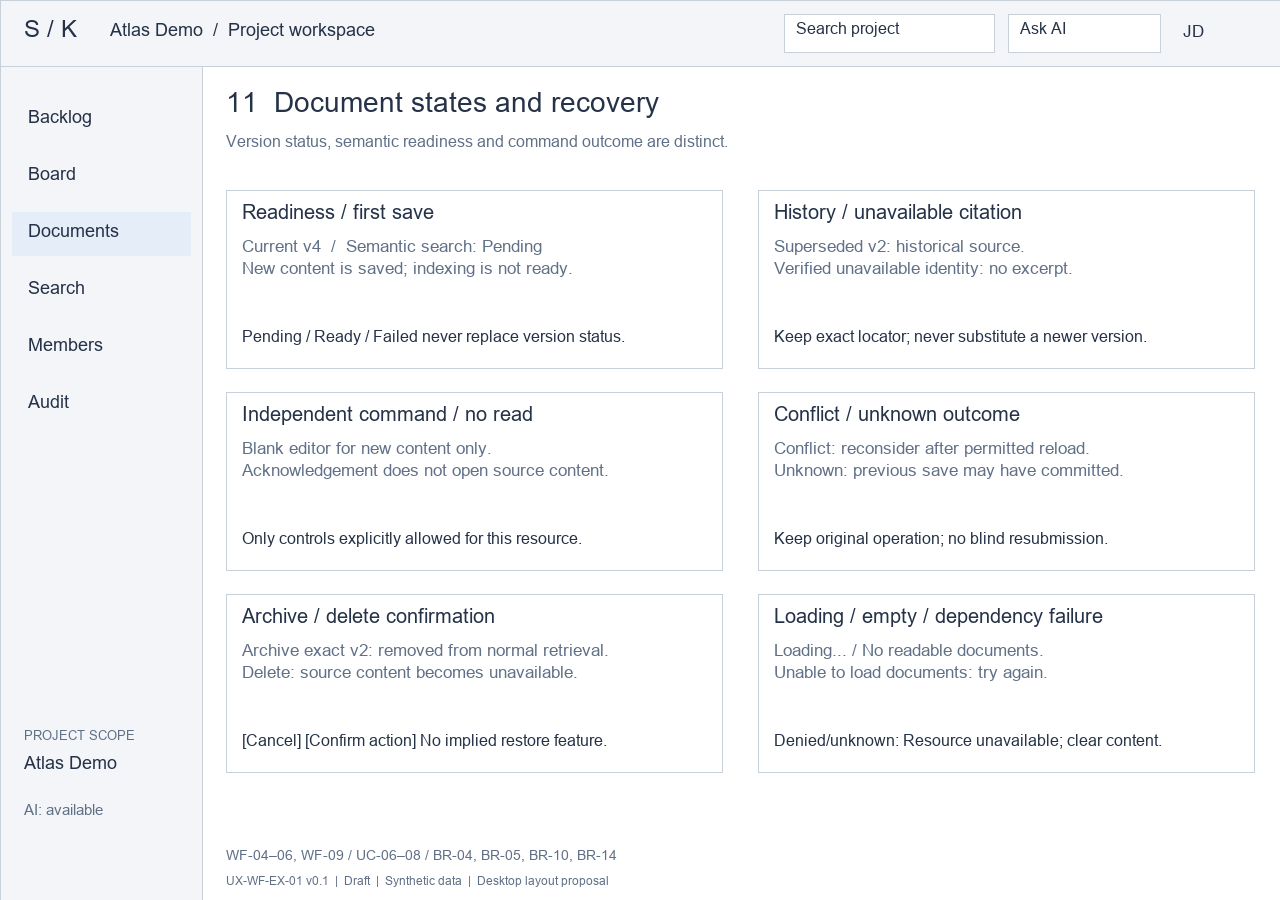 S / K
Atlas Demo / Project workspace
Search project
Ask AI
JD
Backlog
Board
Documents
Search
Members
Audit
PROJECT SCOPE
Atlas Demo
AI: available
11 Document states and recovery
Version status, semantic readiness and command outcome are distinct.
Readiness / first save
Current v4 / Semantic search: Pending
New content is saved; indexing is not ready.
Pending / Ready / Failed never replace version status.
History / unavailable citation
Superseded v2: historical source.
Verified unavailable identity: no excerpt.
Keep exact locator; never substitute a newer version.
Independent command / no read
Blank editor for new content only.
Acknowledgement does not open source content.
Only controls explicitly allowed for this resource.
Conflict / unknown outcome
Conflict: reconsider after permitted reload.
Unknown: previous save may have committed.
Keep original operation; no blind resubmission.
Archive / delete confirmation
Archive exact v2: removed from normal retrieval.
Delete: source content becomes unavailable.
[Cancel] [Confirm action] No implied restore feature.
Loading / empty / dependency failure
Loading... / No readable documents.
Unable to load documents: try again.
Denied/unknown: Resource unavailable; clear content.
WF-04–06, WF-09 / UC-06–08 / BR-04, BR-05, BR-10, BR-14
UX-WF-EX-01 v0.1 | Draft | Synthetic data | Desktop layout proposal